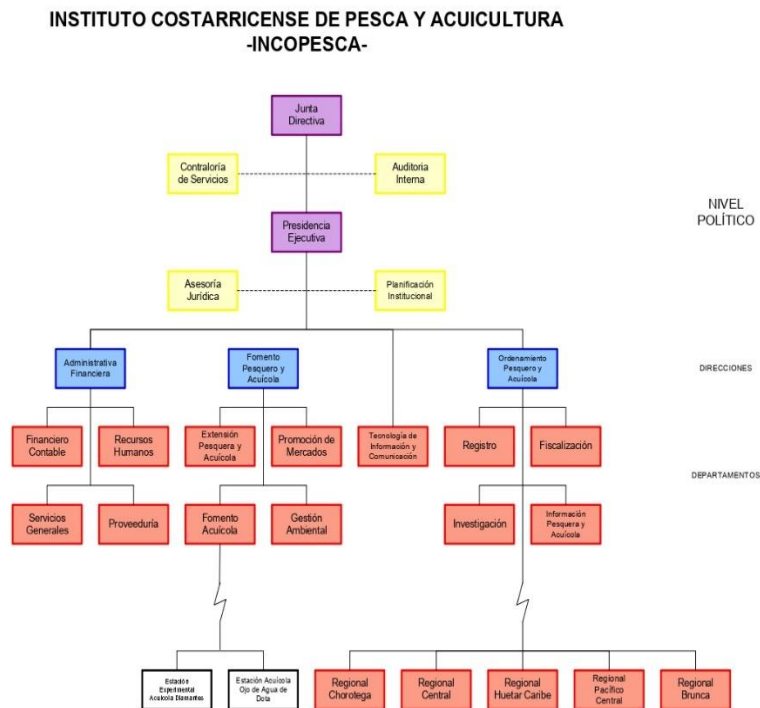 INSTITUTO COSTARRICENSE DE PESCA Y ACUICULTURA
-INCOPESCA-
Junta
Directiva
Contraloría
de Servicios
Auditoria
Interna
NIVEL
POLÍTICO
Presidencia
Ejecutiva
Asesoría
Jurídica
Planificación
Institucional
Administrativa
Financiera
Fomento
Pesquero y
Acuícola
Ordenamiento
Pesquero y
Acuícola
DIRECCIONES
Financiero
Contable
Recursos
Humanos
Extensión
Pesquera y
Acuícola
Promoción de
Mercados
Tecnología de
Información y
Comunicación
Registro
Fiscalización
DEPARTAMENTOS
Servicios
Generales
Proveeduría
Fomento
Acuícola
Gestión
Ambiental
Investigación
Información
Pesquera y
Acuícola
Estación
Experimental
Acuícola Diamantes
Estación Acuícola
Ojo de Agua de
Dota
Regional
Chorotega
Regional
Central
Regional
Huetar Caribe
Regional
Pacífico
Central
Regional
Brunca